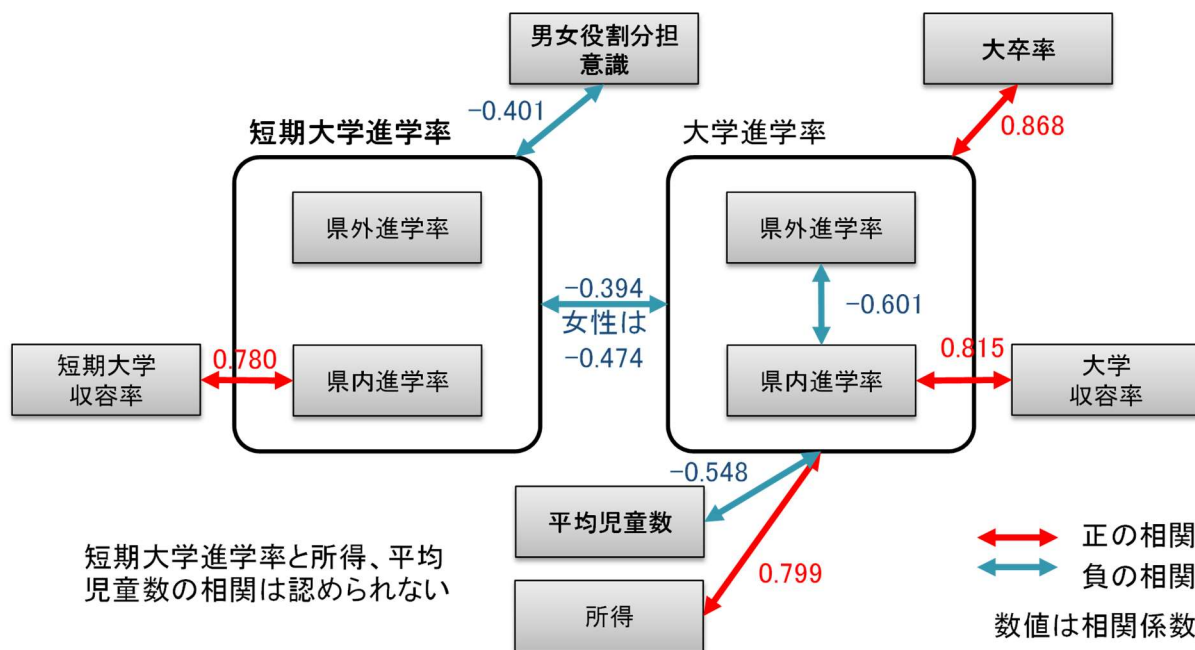 男女役割分担
意識
大卒率
-0.401
0.868
短期大学進学率
大学進学率
県外進学率
県外進学率
-0.394
女性は
-0.474
-0.601
短期大学
収容率
0.780
県内進学率
県内進学率
0.815
大学
収容率
-0.548
平均児童数
0.799
所得
短期大学進学率と所得、平均
児童数の相関は認められない
正の相関
負の相関
数値は相関係数